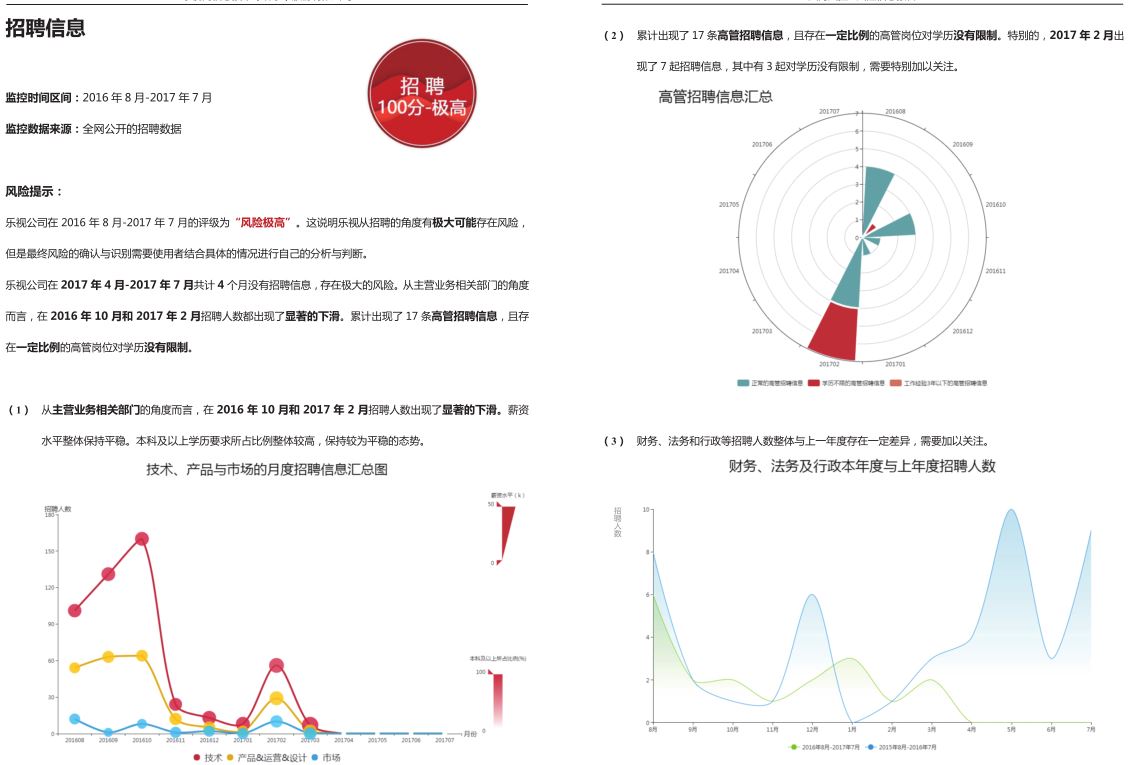 招聘信息
招 聘
100分-极高
监控时间区间：2016 年 8 月-2017 年 7 月
监控数据来源：全网公开的招聘数据
风险提示：
乐视公司在 2016 年 8 月-2017 年 7 月的评级为“风险极高”。这说明乐视从招聘的角度有极大可能存在风险，
但是最终风险的确认与识别需要使用者结合具体的情况进行自己的分析与判断。
乐视公司在 2017 年 4 月-2017 年 7 月共计 4 个月没有招聘信息，存在极大的风险。从主营业务相关部门的角度
而言，在 2016 年 10 月和 2017 年 2 月招聘人数都出现了显著的下滑。累计出现了 17 条高管招聘信息，且存
在一定比例的高管岗位对学历没有限制。
（1） 从主营业务相关部门的角度而言，在 2016 年 10 月和 2017 年 2 月招聘人数出现了显著的下滑。薪资
水平整体保持平稳。本科及以上学历要求所占比例整体较高，保持较为平稳的态势。
技术、产品与市场的月度招聘信息汇总图
薪资水平（k）
50
0
招聘人数
180
150
120
90
60
30
0
本科及以上所占比例(%)
100
0
201608 201609 201610 201611 201612 201701 201702 201703 201704 201705 201706 201707 月份
技术 产品&运营&设计 市场
（2） 累计出现了 17 条高管招聘信息，且存在一定比例的高管岗位对学历没有限制。特别的，2017 年 2 月出
现了 7 起招聘信息，其中有 3 起对学历没有限制，需要特别加以关注。
高管招聘信息汇总
201707 201608
201706 201609
201705 201610
201704 201611
201703 201612
201702 201701
7
6
5
4
3
2
1
0
正常的高管招聘信息 学历不限的高管招聘信息 工作经验3年以下的高管招聘信息
（3） 财务、法务和行政等招聘人数整体与上一年度存在一定差异，需要加以关注。
财务、法务及行政本年度与上年度招聘人数
招聘人数
10
8
6
4
2
0
8月 9月 10月 11月 12月 1月 2月 3月 4月 5月 6月 7月
2016年8月-2017年7月 2015年8月-2016年7月